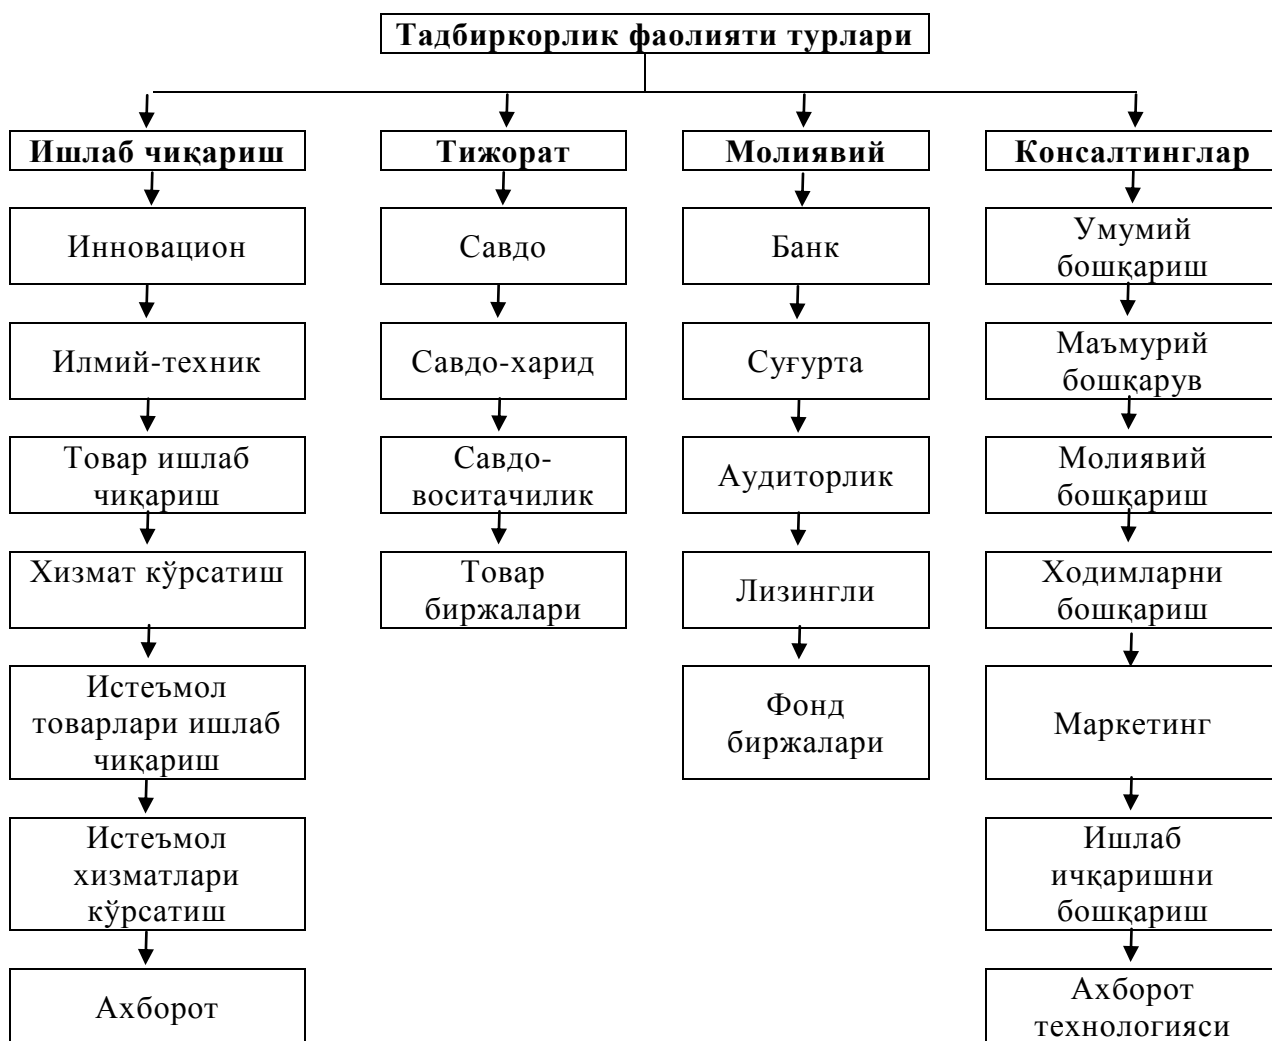 Тадбиркорлик фаолияти турлари
Ишлаб чиқариш
Тижорат
Молиявий
Консалтинглар
Инновацион
Савдо
Банк
Умумий
бошқариш
Илмий-техник
Савдо-харид
Суғурта
Маъмурий
бошқарув
Товар ишлаб
чиқариш
Савдо-
воситачилик
Аудиторлик
Молиявий
бошқариш
Хизмат кўрсатиш
Товар
биржалари
Лизингли
Ходимларни
бошқариш
Истеъмол
товарлари ишлаб
чиқариш
Фонд
биржалари
Маркетинг
Истеъмол
хизматлари
кўрсатиш
Ишлаб
ичқаришни
бошқариш
Ахборот
Ахборот
технологияси